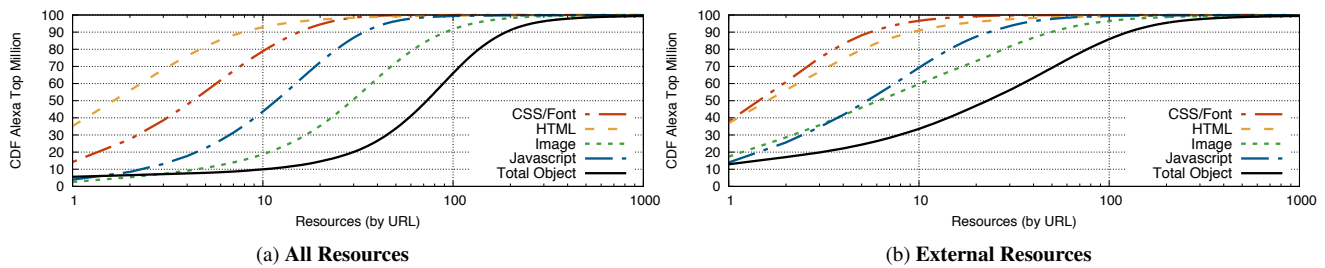 CDF Alexa Top Million
100
90
80
70
60
50
40
30
20
10
0
1
10
100
1000
Resources (by URL)
CSS/Font
HTML
Image
Javascript
Total Object
(a) All Resources
CDF Alexa Top Million
100
90
80
70
60
50
40
30
20
10
0
1
10
100
1000
Resources (by URL)
CSS/Font
HTML
Image
Javascript
Total Object
(b) External Resources